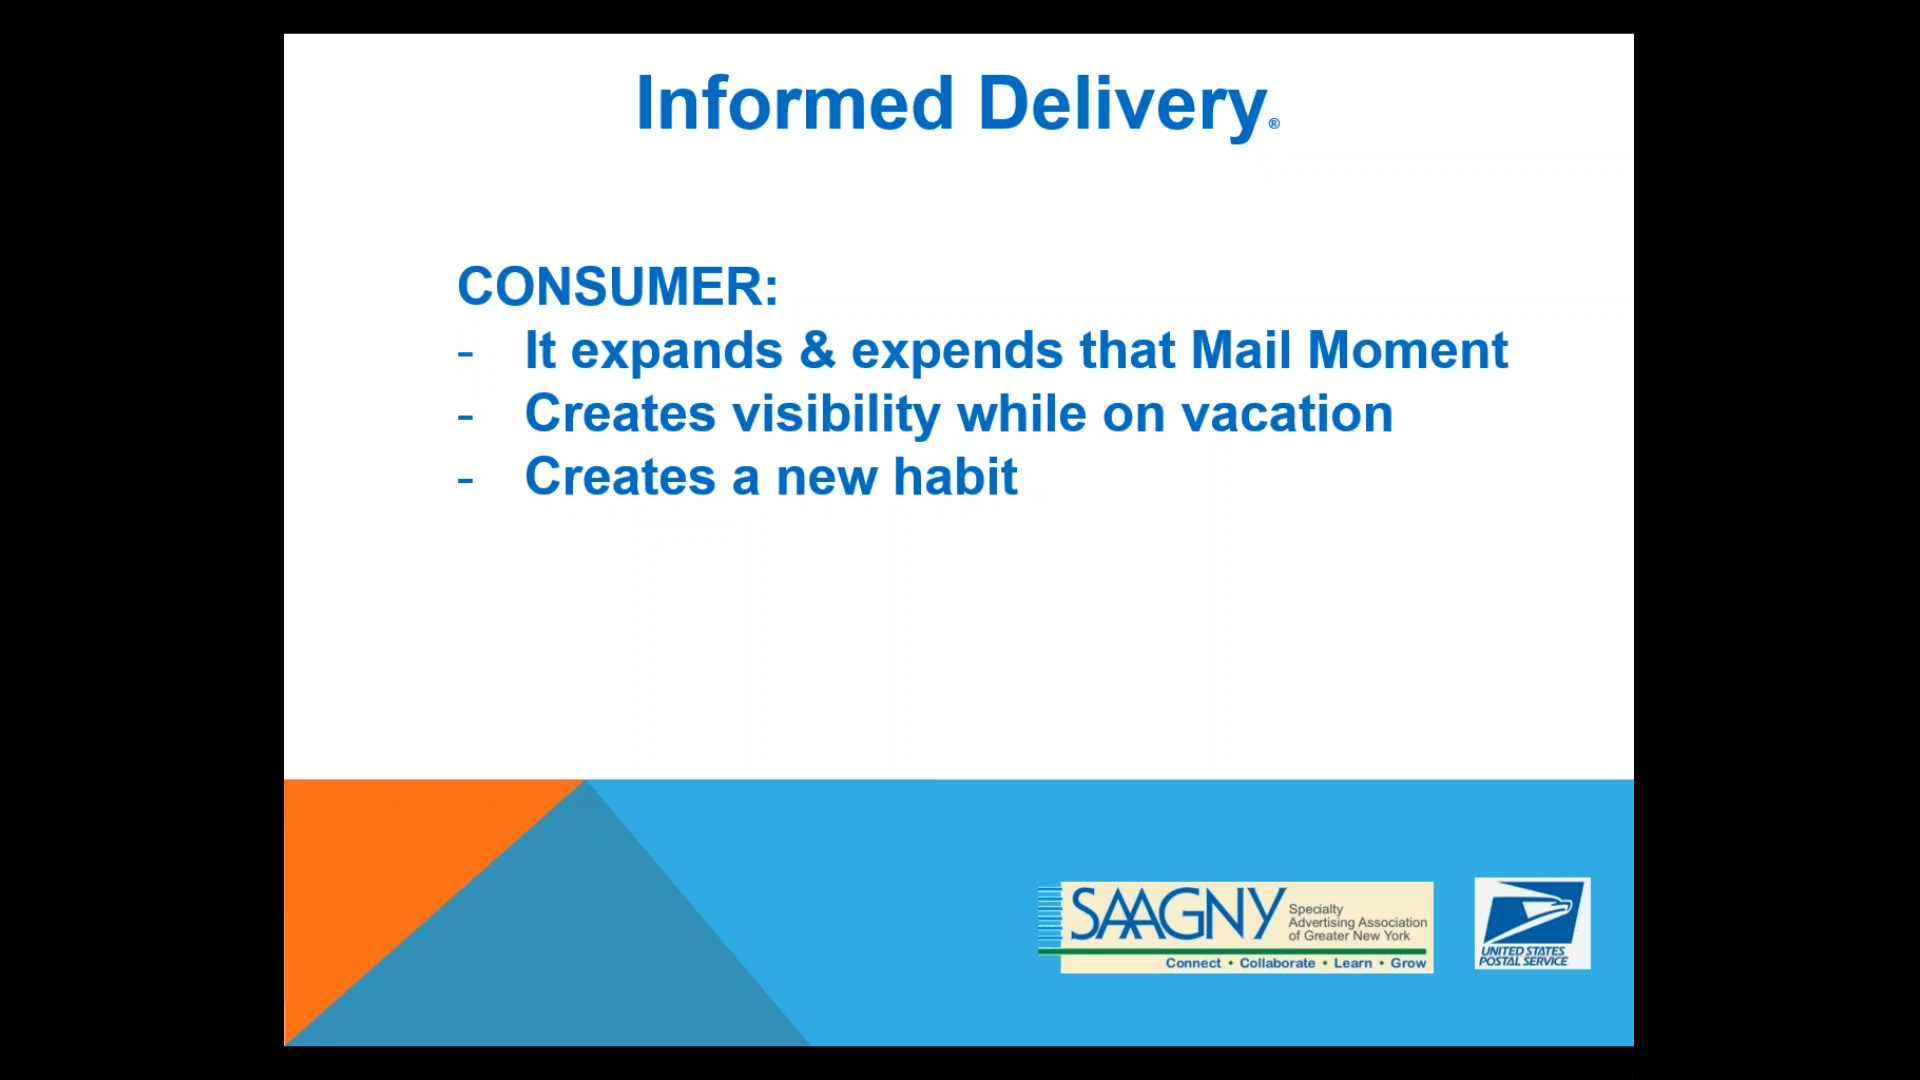 Informed Delivery®
CONSUMER:
- It expands & expends that Mail Moment
- Creates visibility while on vacation
- Creates a new habit
SAAGNY
Specialty
Advertising Association
of Greater New York
Connect • Collaborate • Learn • Grow
UNITED STATES
POSTAL SERVICE